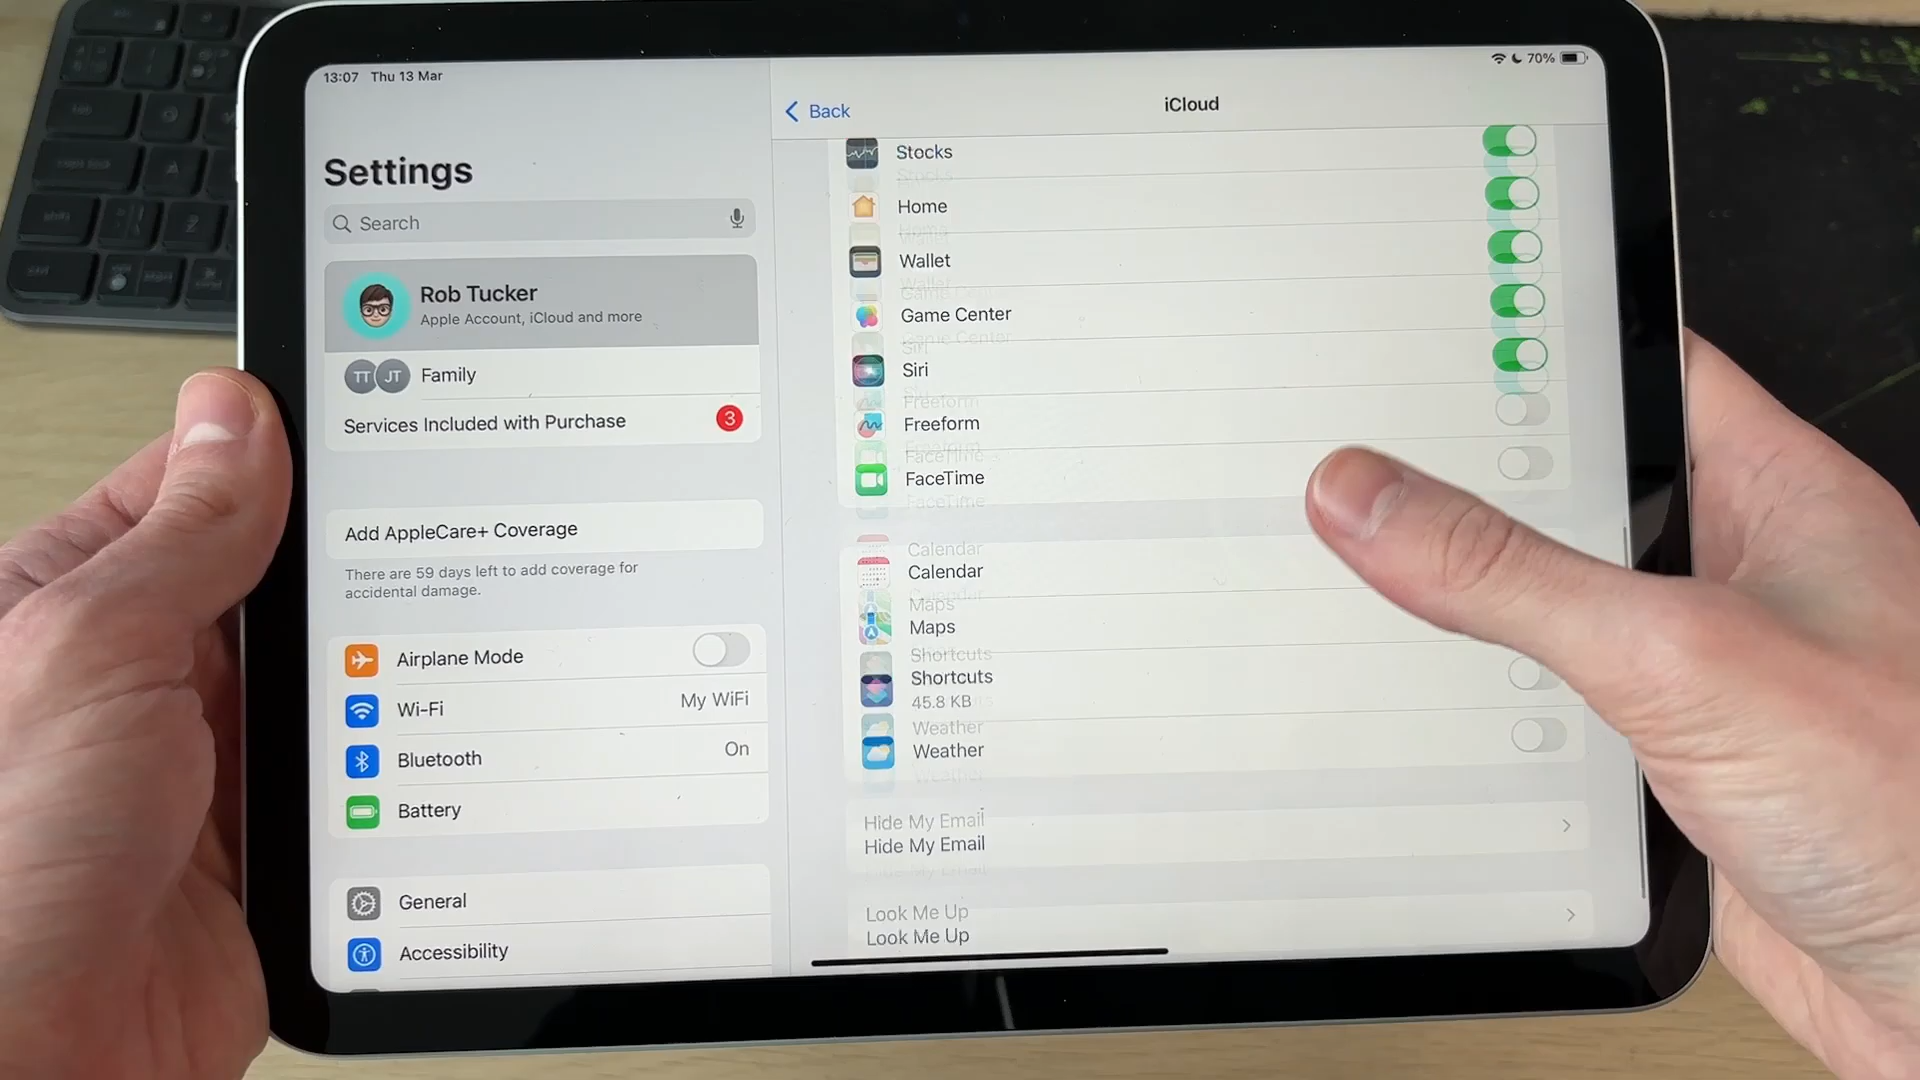 13:07 Thu 13 Mar
70%
Settings
Search
Rob Tucker
Apple Account, iCloud and more
TT JT Family
Services Included with Purchase 3
Add AppleCare+ Coverage
There are 59 days left to add coverage for
accidental damage.
Airplane Mode
Wi-Fi My WiFi
Bluetooth On
Battery
General
Accessibility
Back
iCloud
Stocks
Home
Wallet
Game Center
Siri
Freeform
FaceTime
Calendar
Maps
Shortcuts
45.8 KB
Weather
Hide My Email
Look Me Up